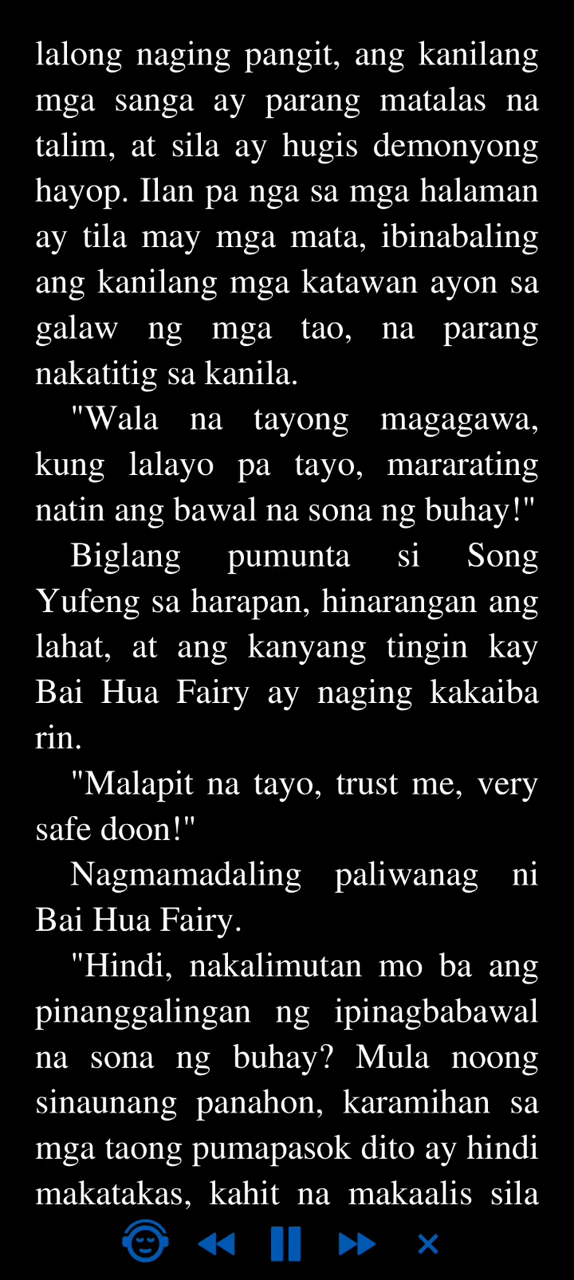 lalong naging pangit, ang kanilang
mga sanga ay parang matalas na
talim, at sila ay hugis demonyong
hayop. Ilan pa nga sa mga halaman
ay tila may mga mata, ibinabaling
ang kanilang mga katawan ayon sa
galaw ng mga tao, na parang
nakatitig sa kanila.
"Wala na tayong magagawa,
kung lalayo pa tayo, mararating
natin ang bawal na sona ng buhay!"
Biglang pumunta si Song
Yufeng sa harapan, hinarangan ang
lahat, at ang kanyang tingin kay
Bai Hua Fairy ay naging kakaiba
rin.
"Malapit na tayo, trust me, very
safe doon!"
Nagmamadaling paliwanag ni
Bai Hua Fairy.
"Hindi, nakalimutan mo ba ang
pinanggalingan ng ipinagbabawal
na sona ng buhay? Mula noong
sinaunang panahon, karamihan sa
mga taong pumapasok dito ay hindi
makatakas, kahit na makaalis sila